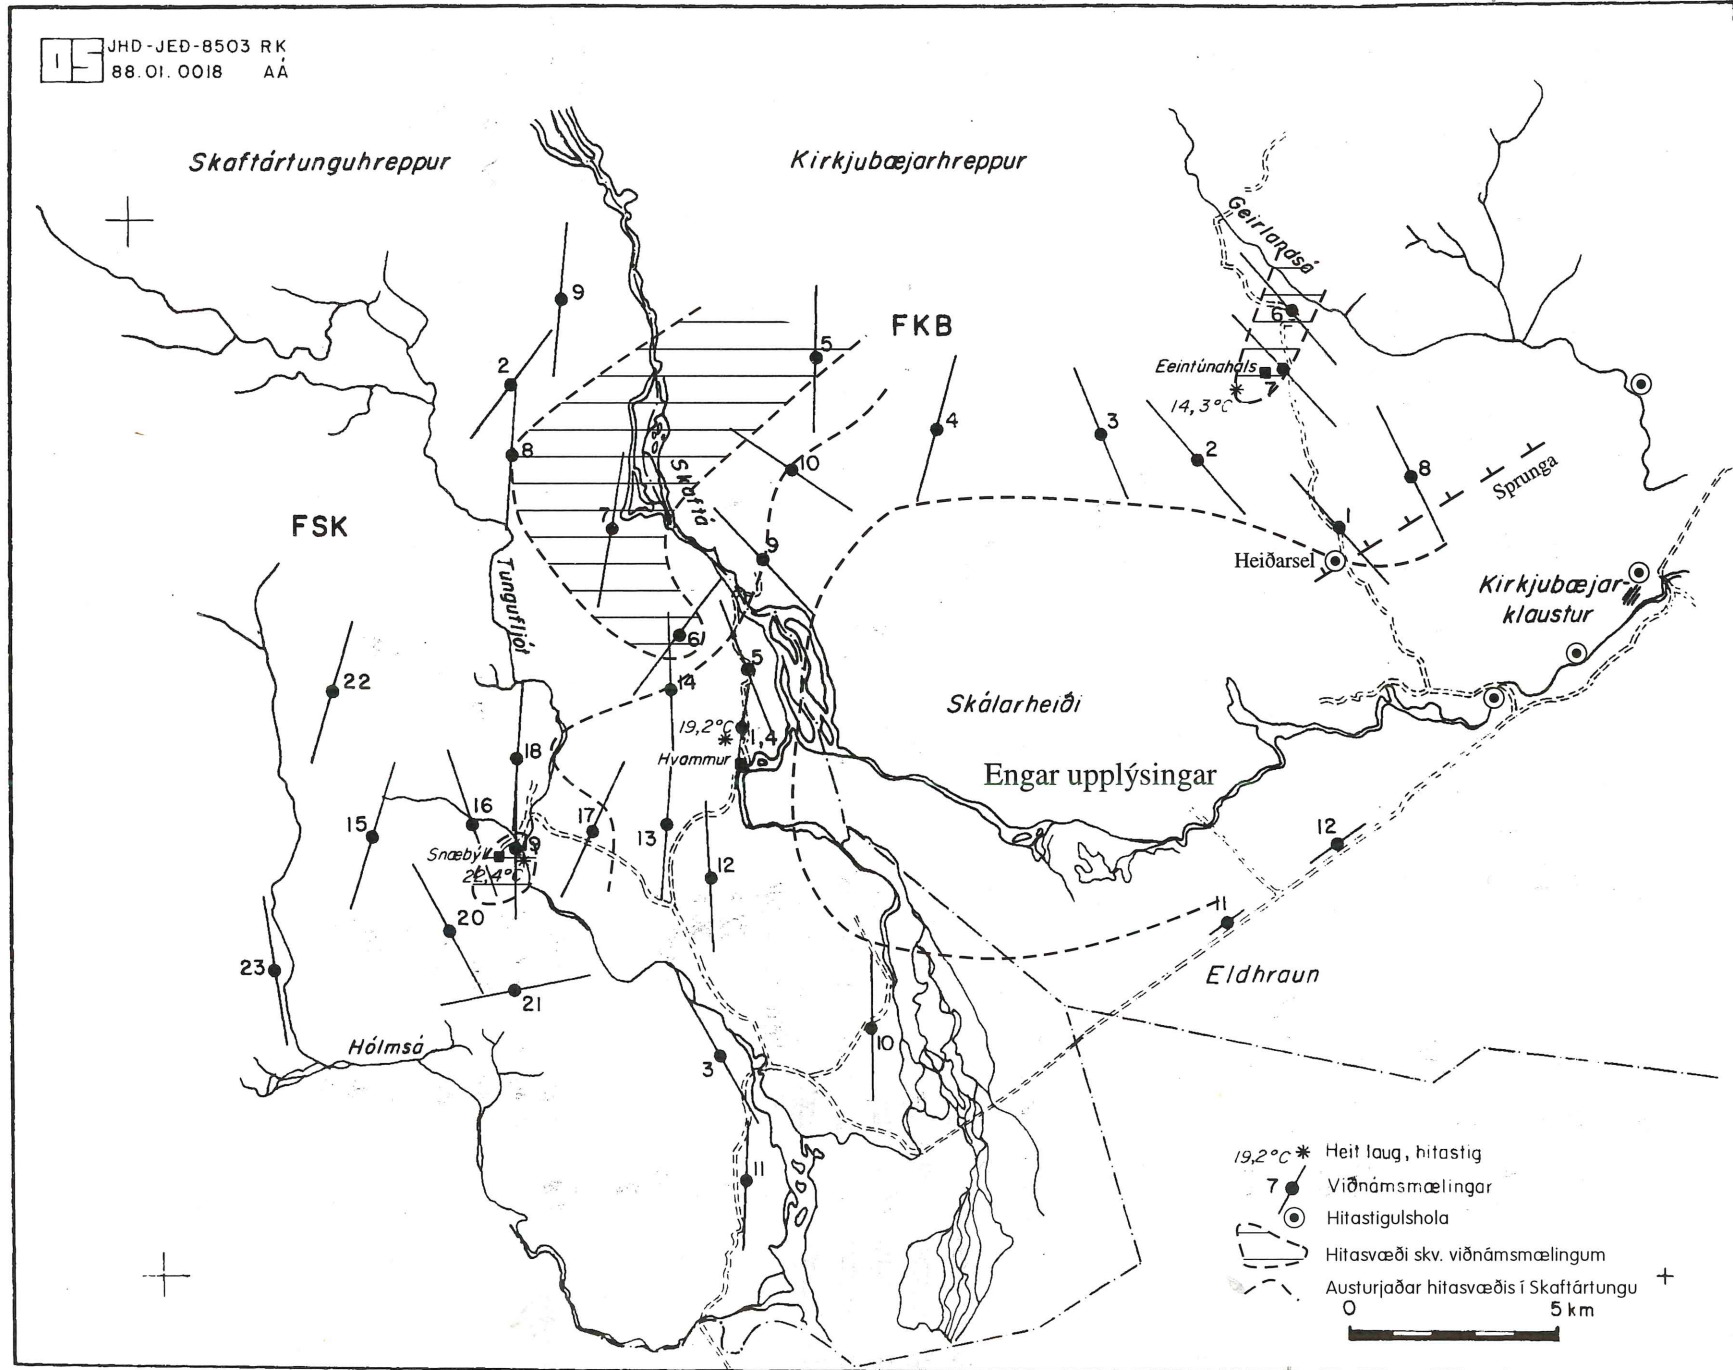 OS
JHD-JEÐ-8503 RK
88.01.0018 AÁ
Skaftártunguhreppur
Kirkjubæjarhreppur
Geirlandsá
9
FKB
5
6
2
Eeintúnaháls
7
14,3°C
4
3
2
8
10
8
Sprunga
Skaftá
FSK
7
1
9
Heiðarsel
Tungufljót
Kirkjubæjar-
klaustur
6
5
22
14
Skálarheiði
19,2°C
1,4
18
Hvammur
Engar upplýsingar
16
17
15
13
12
19
Snæbýli
22,4°C
12
20
11
23
Eldhraun
21
Hólmsá
10
3
11
19,2°C Heit laug, hitastig
7 Viðnámsmælingar
Hitastigulshola
Hitasvæði skv. viðnámsmælingum
Austurjaðar hitasvæðis í Skaftártungu
0 5 km